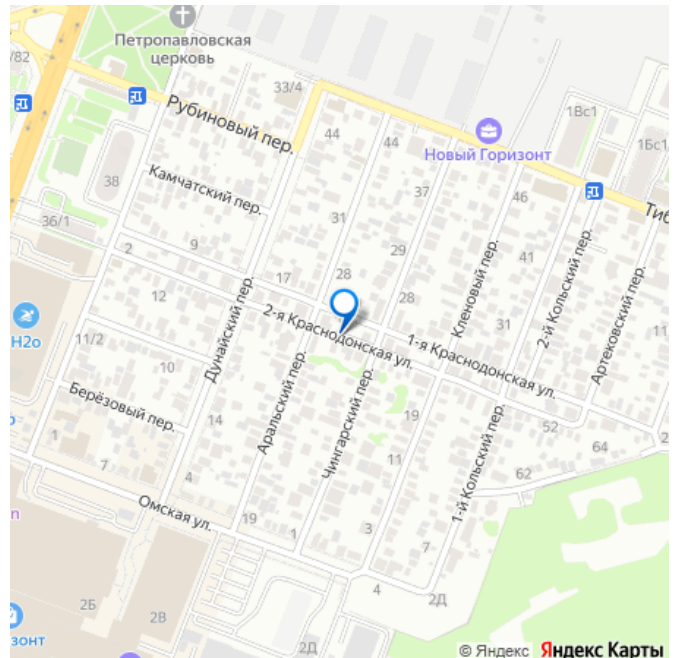 Петропавловская
церковь
/82
33/4
Рубиновый пер.
44
44
1Вс1
Новый Горизонт
1Бс1
38
Камчатский пер.
37
46
Тиб
36/1
31
2
9
29
41
2-й Кольский пер.
17
28
Кленовый пер.
12
28
2-я Краснодонская ул.
1-я Краснодонская ул.
31
Н2о
11/2
Дунайский пер.
Артековский пер.
11
10
Берёзовый пер.
Аральский пер.
Чингарский пер.
14
19
52
1
64
2
7
4
11
62
1-й Кольский пер.
Омская ул.
19
1
3
7
4
2Д
2Б
2В
2Д
зонт
© Яндекс Яндекс Карты